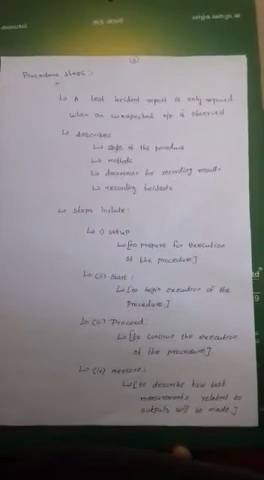 Procedure steps :
↳ A test incident report is only required
when an unexpected o/p is observed
↳ describes
↳ steps of the procedure
↳ methods
↳ documents for recording results
↳ recording incidents
↳ steps include :
↳ i) setup
↳ [to prepare for execution
of the procedure]
↳ (ii) Start :
↳ [to begin execution of the
Procedure.]
↳ (iii) Proceed :
↳ [to continue the execution
of the procedure]
↳ (iv) measure :
↳ [to describe how test
measurements related to
outputs will be made]